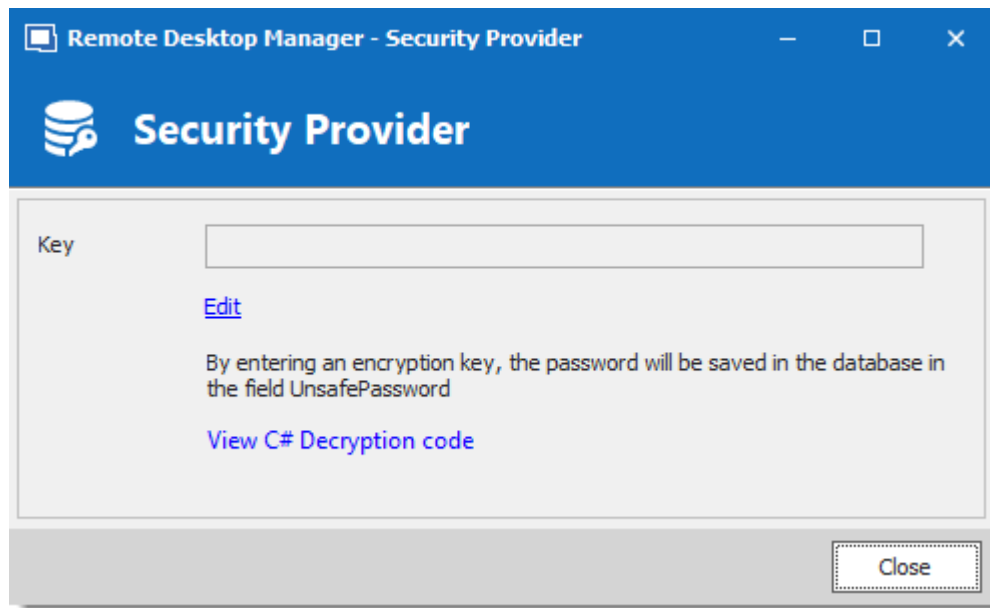 Remote Desktop Manager - Security Provider
Security Provider
Key
Edit
By entering an encryption key, the password will be saved in the database in
the field UnsafePassword
View C# Decryption code
Close